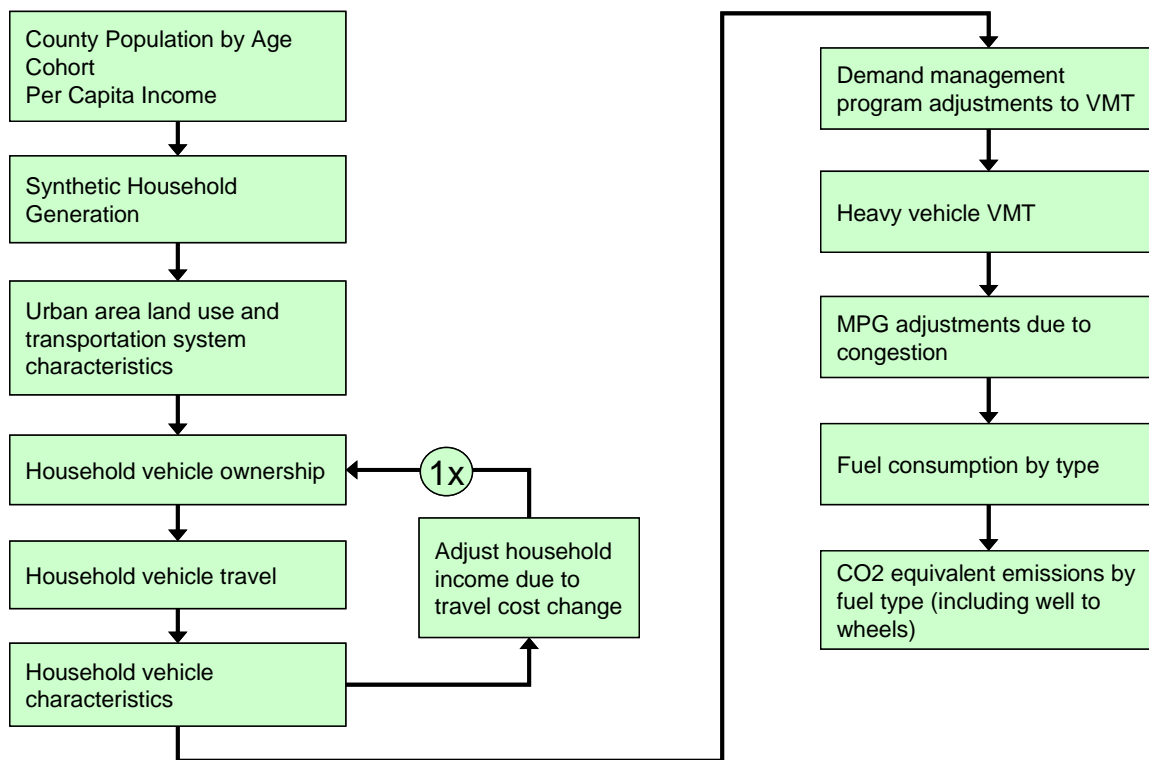 County Population by Age
Cohort
Per Capita Income
Synthetic Household
Generation
Urban area land use and
transportation system
characteristics
Household vehicle ownership
1x
Adjust household
income due to
travel cost change
Household vehicle travel
Household vehicle
characteristics
Demand management
program adjustments to VMT
Heavy vehicle VMT
MPG adjustments due to
congestion
Fuel consumption by type
CO2 equivalent emissions by
fuel type (including well to
wheels)